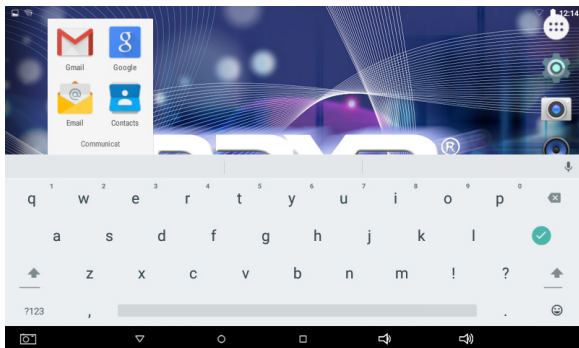 12:14
Gmail Google
Email Contacts
Communicat
®
1 2 3 4 5 6 7 8 9 0
q w e r t y u i o p
a s d f g h j k l
z x c v b n m ! ?
?123 , .